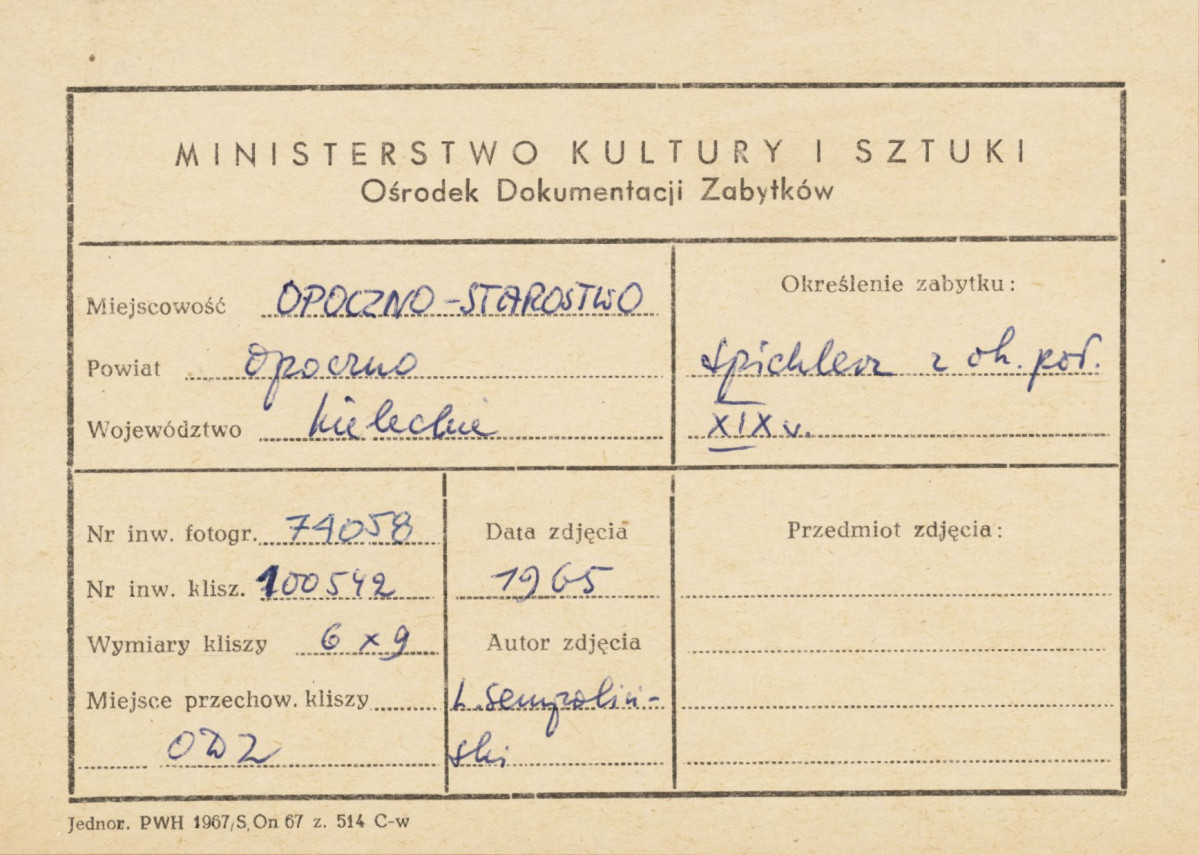 MINISTERSTWO KULTURY I SZTUKI
Ośrodek Dokumentacji Zabytków
Miejscowość OPOCZNO-STAROSTWO
Powiat Opoczno
Województwo kieleckie
Określenie zabytku:
Spichlerz z ok. poł.
XIX w.
Nr inw. fotogr. 74058
Nr inw. klisz. 100542
Wymiary kliszy 6 x 9
Miejsce przechow. kliszy
ODZ
Data zdjęcia
1965
Autor zdjęcia
Ł. Sempoliń-
ski
Przedmiot zdjęcia:
Jednor. PWH 1967/S, On 67 z. 514 C-w